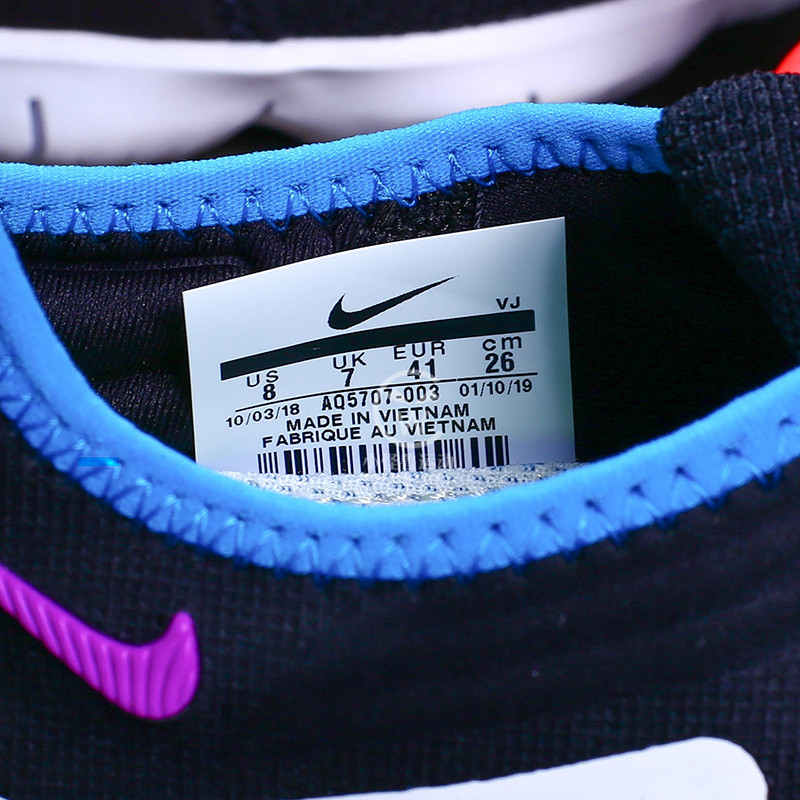 VJ
US UK EUR cm
8 7 41 26
10/03/18 AQ5707-003 01/10/19
MADE IN VIETNAM
FABRIQUE AU VIETNAM